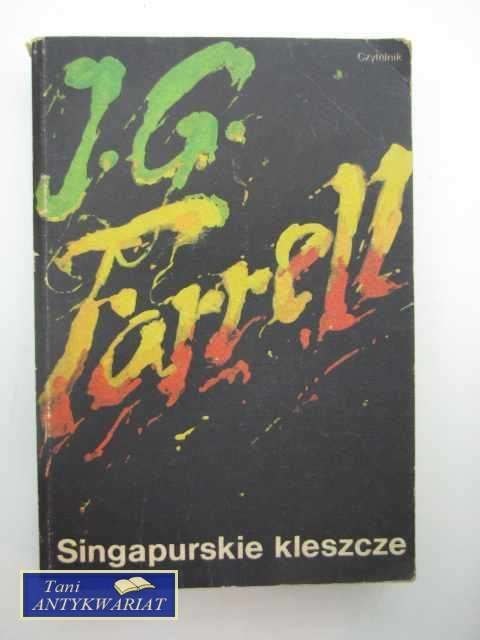 Czytelnik
J.G.
Farrell
Singapurskie kleszcze
Tani
ANTYKWARIAT